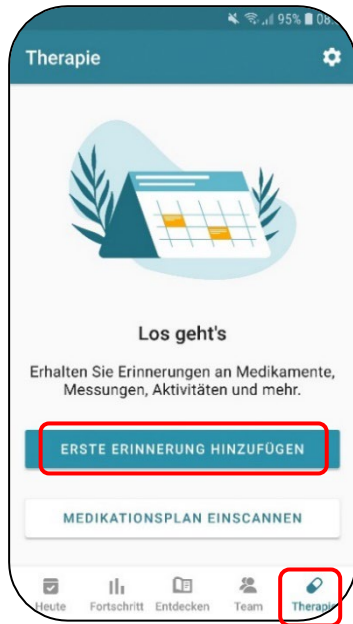 95%
Therapie
Los geht's
Erhalten Sie Erinnerungen an Medikamente,
Messungen, Aktivitäten und mehr.
ERSTE ERINNERUNG HINZUFÜGEN
MEDIKATIONSPLAN EINSCANNEN
Heute Fortschritt Entdecken Team Therapie